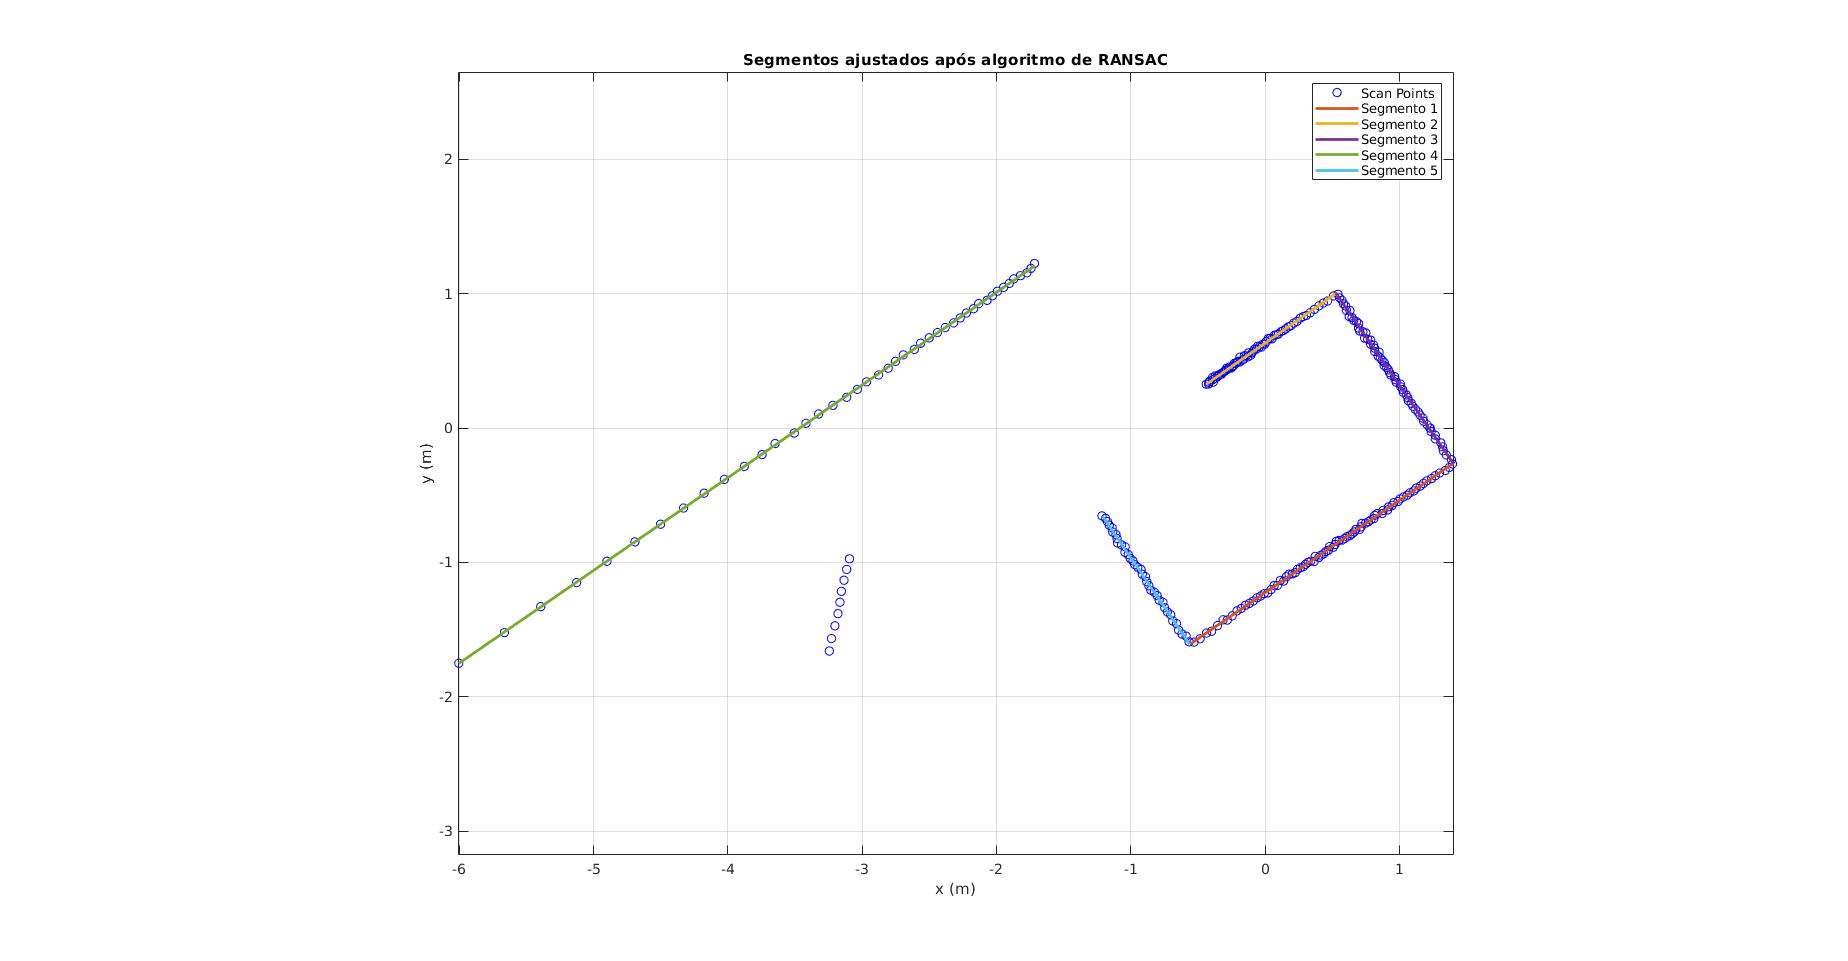 Segmentos ajustados após algoritmo de RANSAC
Scan Points
Segmento 1
Segmento 2
Segmento 3
Segmento 4
Segmento 5
2
1
0
-1
-2
-3
y (m)
-6 -5 -4 -3 -2 -1 0 1
x (m)